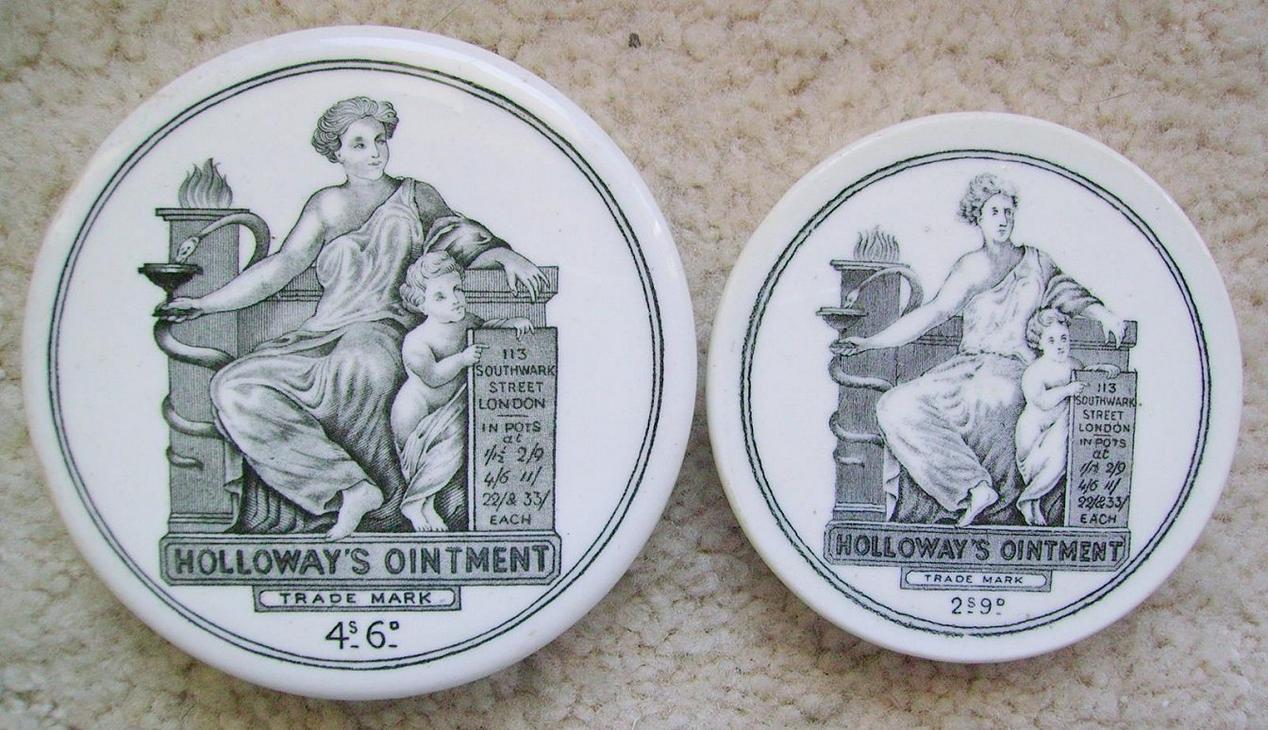 113
SOUTHWARK
STREET
LONDON
IN POTS
at
1/1½ 2/9
4/6 11/
22/& 33/
EACH
HOLLOWAY'S OINTMENT
TRADE MARK
4s 6D
113
SOUTHWARK
STREET
LONDON
IN POTS
at
1/1½ 2/9
4/6 11/
22/& 33/
EACH
HOLLOWAY'S OINTMENT
TRADE MARK
2s 9D